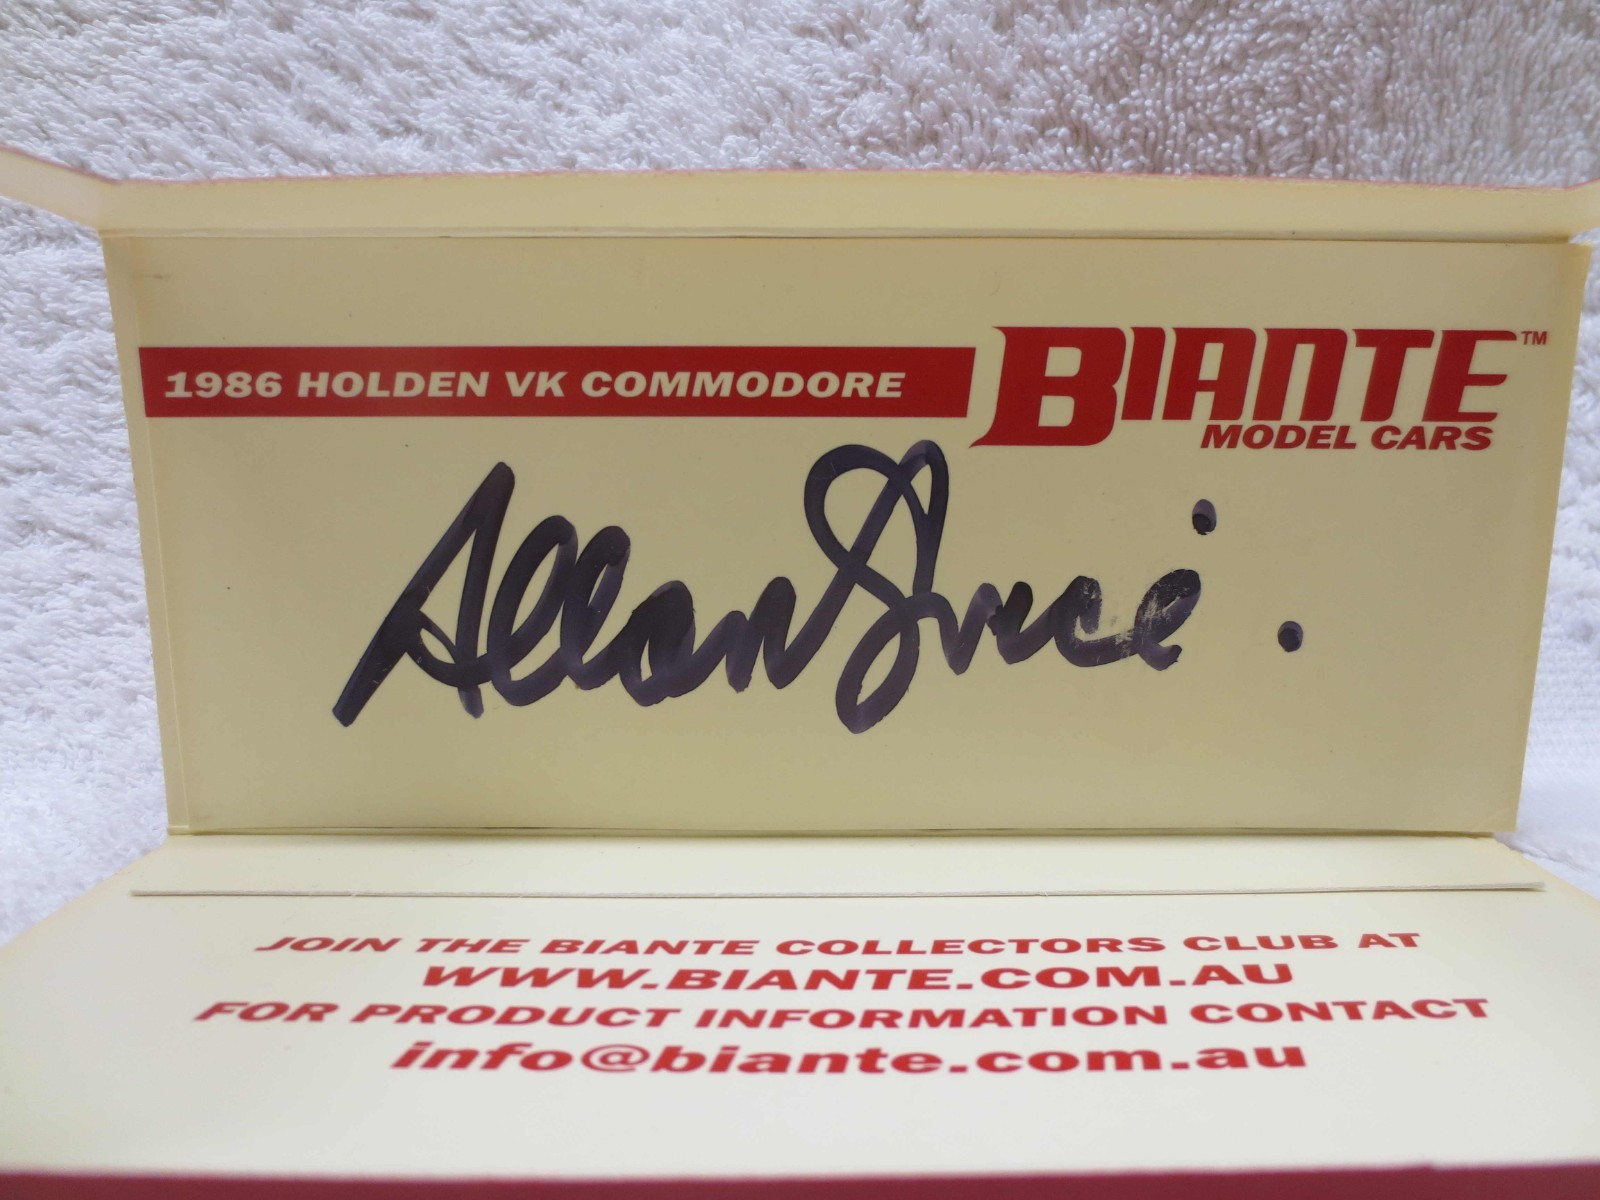 1986 HOLDEN VK COMMODORE
BIANTE™
MODEL CARS
Allan Grice.
JOIN THE BIANTE COLLECTORS CLUB AT
WWW.BIANTE.COM.AU
FOR PRODUCT INFORMATION CONTACT
info@biante.com.au